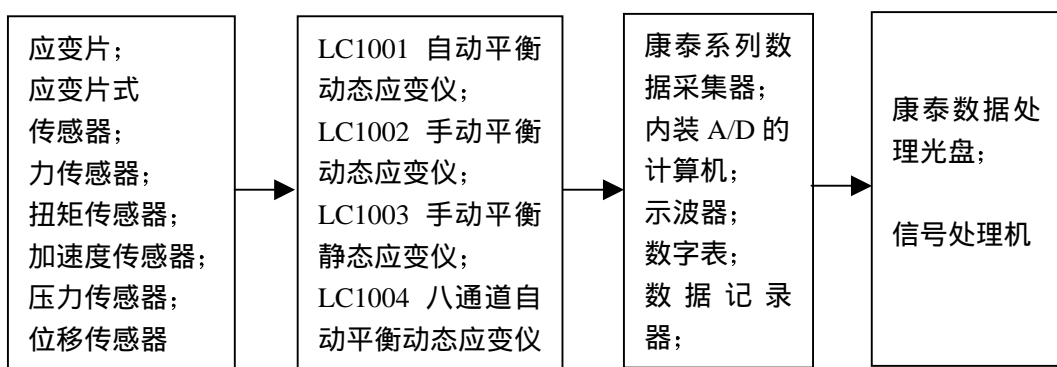 应变片；
应变片式
传感器；
力传感器；
扭矩传感器；
加速度传感器；
压力传感器；
位移传感器
LC1001 自动平衡
动态应变仪；
LC1002 手动平衡
动态应变仪；
LC1003 手动平衡
静态应变仪；
LC1004 八通道自
动平衡动态应变仪
康泰系列数
据采集器；
内装 A/D 的
计算机；
示波器；
数字表；
数据记录
器；
康泰数据处
理光盘；
信号处理机